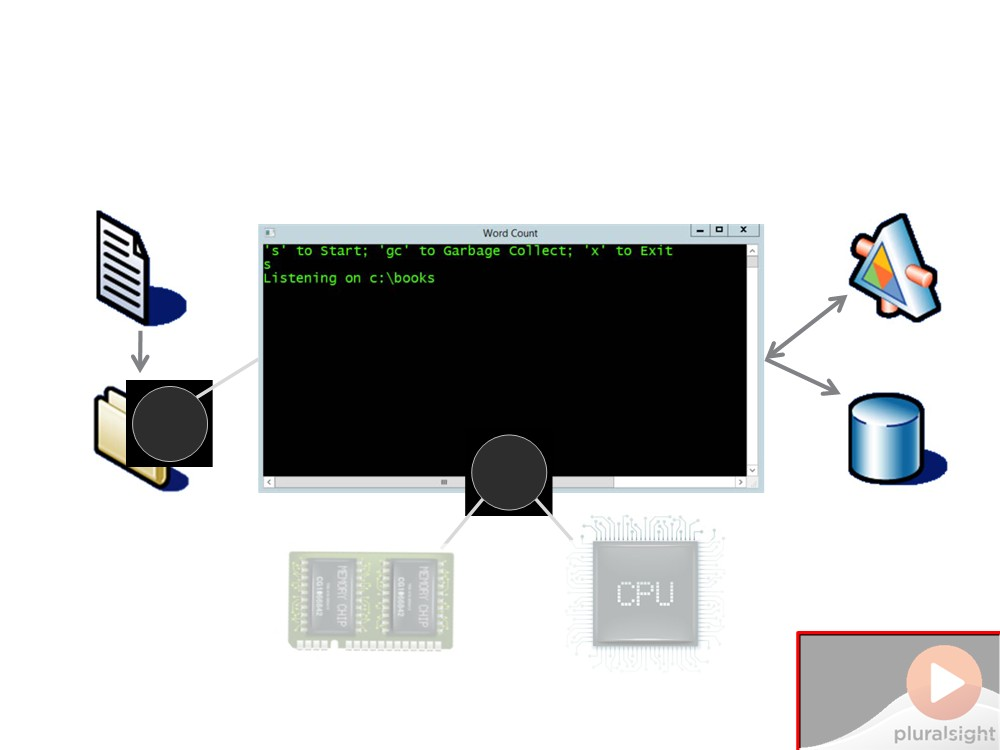 Word Count
's' to Start; 'gc' to Garbage Collect; 'x' to Exit
s
Listening on c:\books
MEMORY CHIP
MEMORY CHIP
CPU
pluralsight